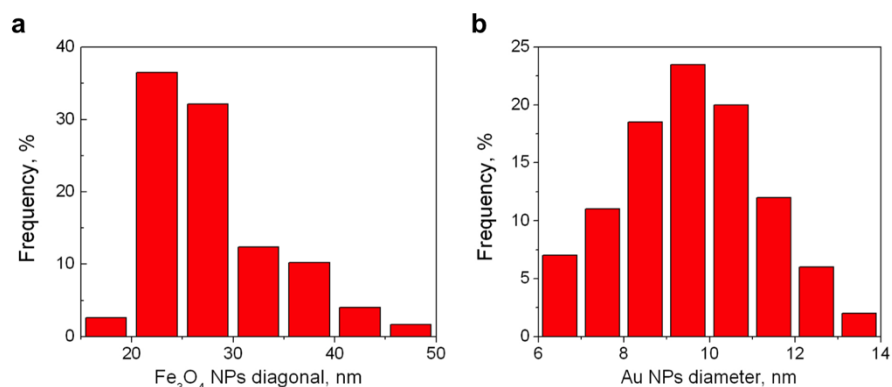 a
40
30
20
10
0
Frequency, %
20 30 40 50
Fe₃O₄ NPs diagonal, nm
b
25
20
15
10
5
0
Frequency, %
6 8 10 12 14
Au NPs diameter, nm